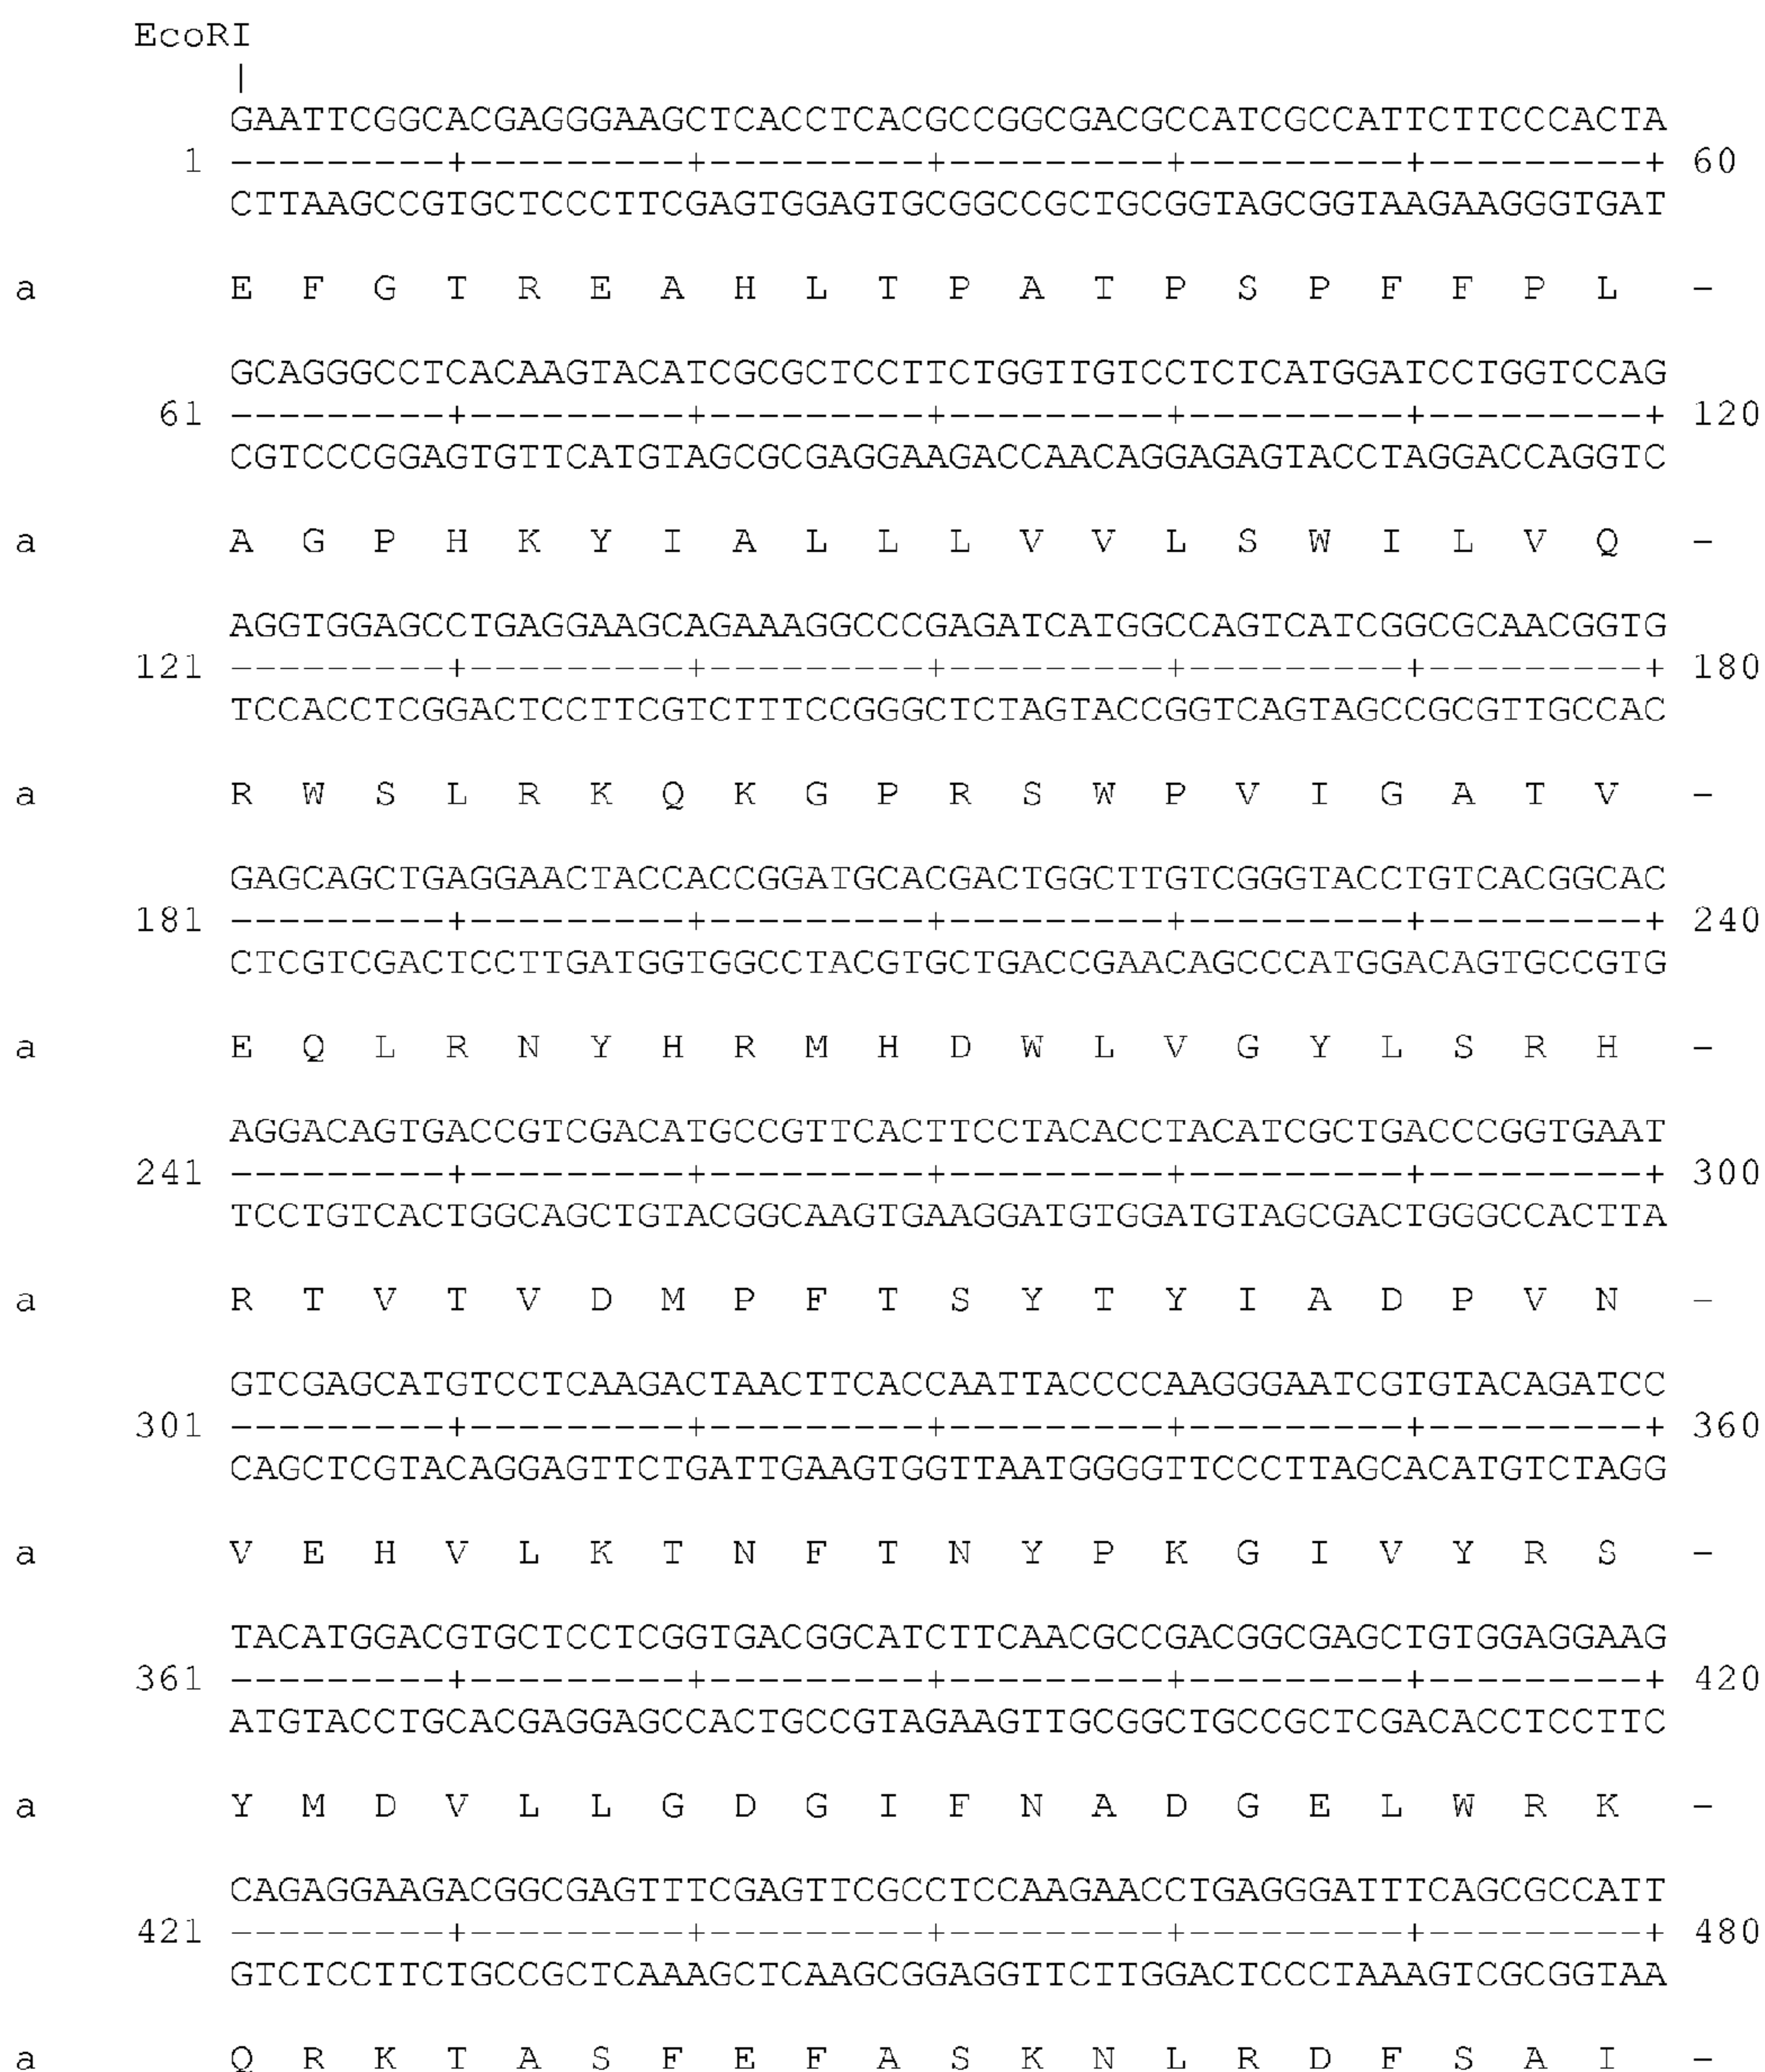 EcoRI
|
GAATTCGGCACGAGGGAAGCTCACCTCACGCCGGCGACGCCATCGCCATTCTTCCCACTA
1 ---------+---------+---------+---------+---------+---------+ 60
CTTAAGCCGTGCTCCCTTCGAGTGGAGTGCGGCCGCTGCGGTAGCGGTAAGAAGGGTGAT
a E F G T R E A H L T P A T P S P F F P L -
GCAGGGCCTCACAAGTACATCGCGCTCCTTCTGGTTGTCCTCTCATGGATCCTGGTCCAG
61 ---------+---------+---------+---------+---------+---------+ 120
CGTCCCGGAGTGTTCATGTAGCGCGAGGAAGACCAACAGGAGAGTACCTAGGACCAGGTC
a A G P H K Y I A L L L V V L S W I L V Q -
AGGTGGAGCCTGAGGAAGCAGAAAGGCCCGAGATCATGGCCAGTCATCGGCGCAACGGTG
121 ---------+---------+---------+---------+---------+---------+ 180
TCCACCTCGGACTCCTTCGTCTTTCCGGGCTCTAGTACCGGTCAGTAGCCGCGTTGCCAC
a R W S L R K Q K G P R S W P V I G A T V -
GAGCAGCTGAGGAACTACCACCGGATGCACGACTGGCTTGTCGGGTACCTGTCACGGCAC
181 ---------+---------+---------+---------+---------+---------+ 240
CTCGTCGACTCCTTGATGGTGGCCTACGTGCTGACCGAACAGCCCATGGACAGTGCCGTG
a E Q L R N Y H R M H D W L V G Y L S R H -
AGGACAGTGACCGTCGACATGCCGTTCACTTCCTACACCTACATCGCTGACCCGGTGAAT
241 ---------+---------+---------+---------+---------+---------+ 300
TCCTGTCACTGGCAGCTGTACGGCAAGTGAAGGATGTGGATGTAGCGACTGGGCCACTTA
a R T V T V D M P F T S Y T Y I A D P V N -
GTCGAGCATGTCCTCAAGACTAACTTCACCAATTACCCCAAGGGAATCGTGTACAGATCC
301 ---------+---------+---------+---------+---------+---------+ 360
CAGCTCGTACAGGAGTTCTGATTGAAGTGGTTAATGGGGTTCCCTTAGCACATGTCTAGG
a V E H V L K T N F T N Y P K G I V Y R S -
TACATGGACGTGCTCCTCGGTGACGGCATCTTCAACGCCGACGGCGAGCTGTGGAGGAAG
361 ---------+---------+---------+---------+---------+---------+ 420
ATGTACCTGCACGAGGAGCCACTGCCGTAGAAGTTGCGGCTGCCGCTCGACACCTCCTTC
a Y M D V L L G D G I F N A D G E L W R K -
CAGAGGAAGACGGCGAGTTTCGAGTTCGCCTCCAAGAACCTGAGGGATTTCAGCGCCATT
421 ---------+---------+---------+---------+---------+---------+ 480
GTCTCCTTCTGCCGCTCAAAGCTCAAGCGGAGGTTCTTGGACTCCCTAAAGTCGCGGTAA
a Q R K T A S F E F A S K N L R D F S A I -